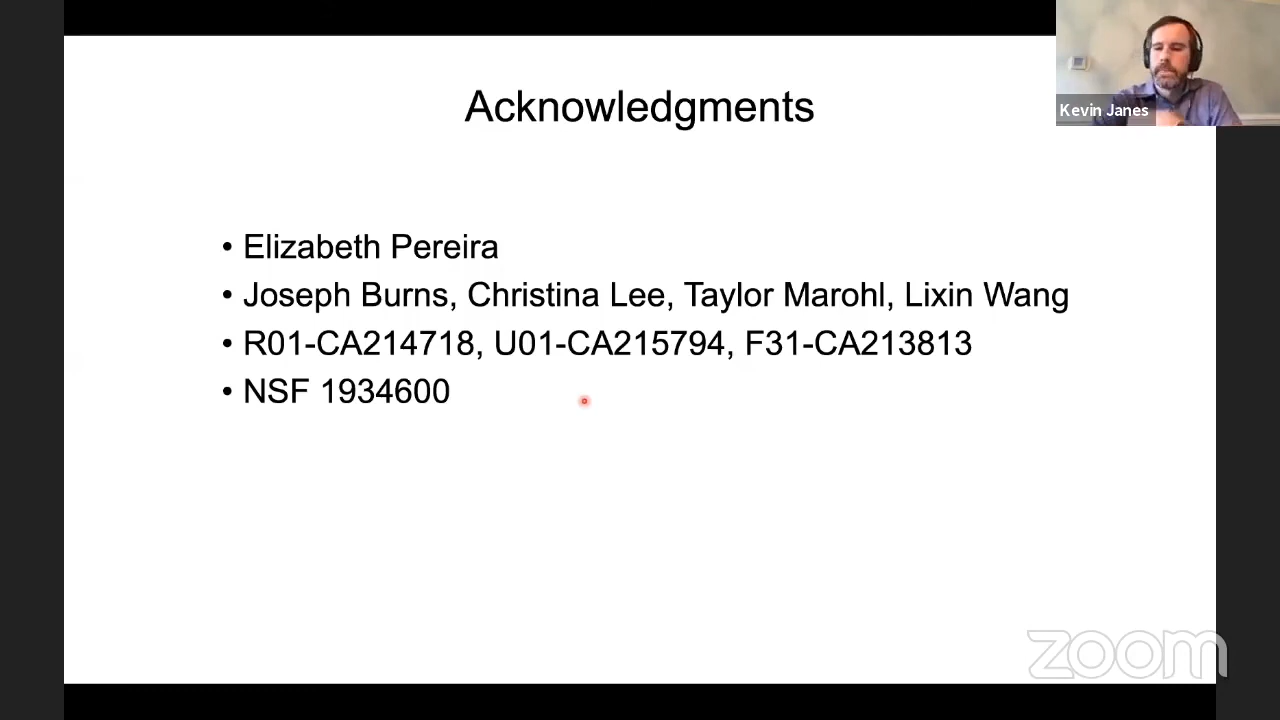 Acknowledgments
Kevin Janes
• Elizabeth Pereira
• Joseph Burns, Christina Lee, Taylor Marohl, Lixin Wang
• R01-CA214718, U01-CA215794, F31-CA213813
• NSF 1934600
zoom